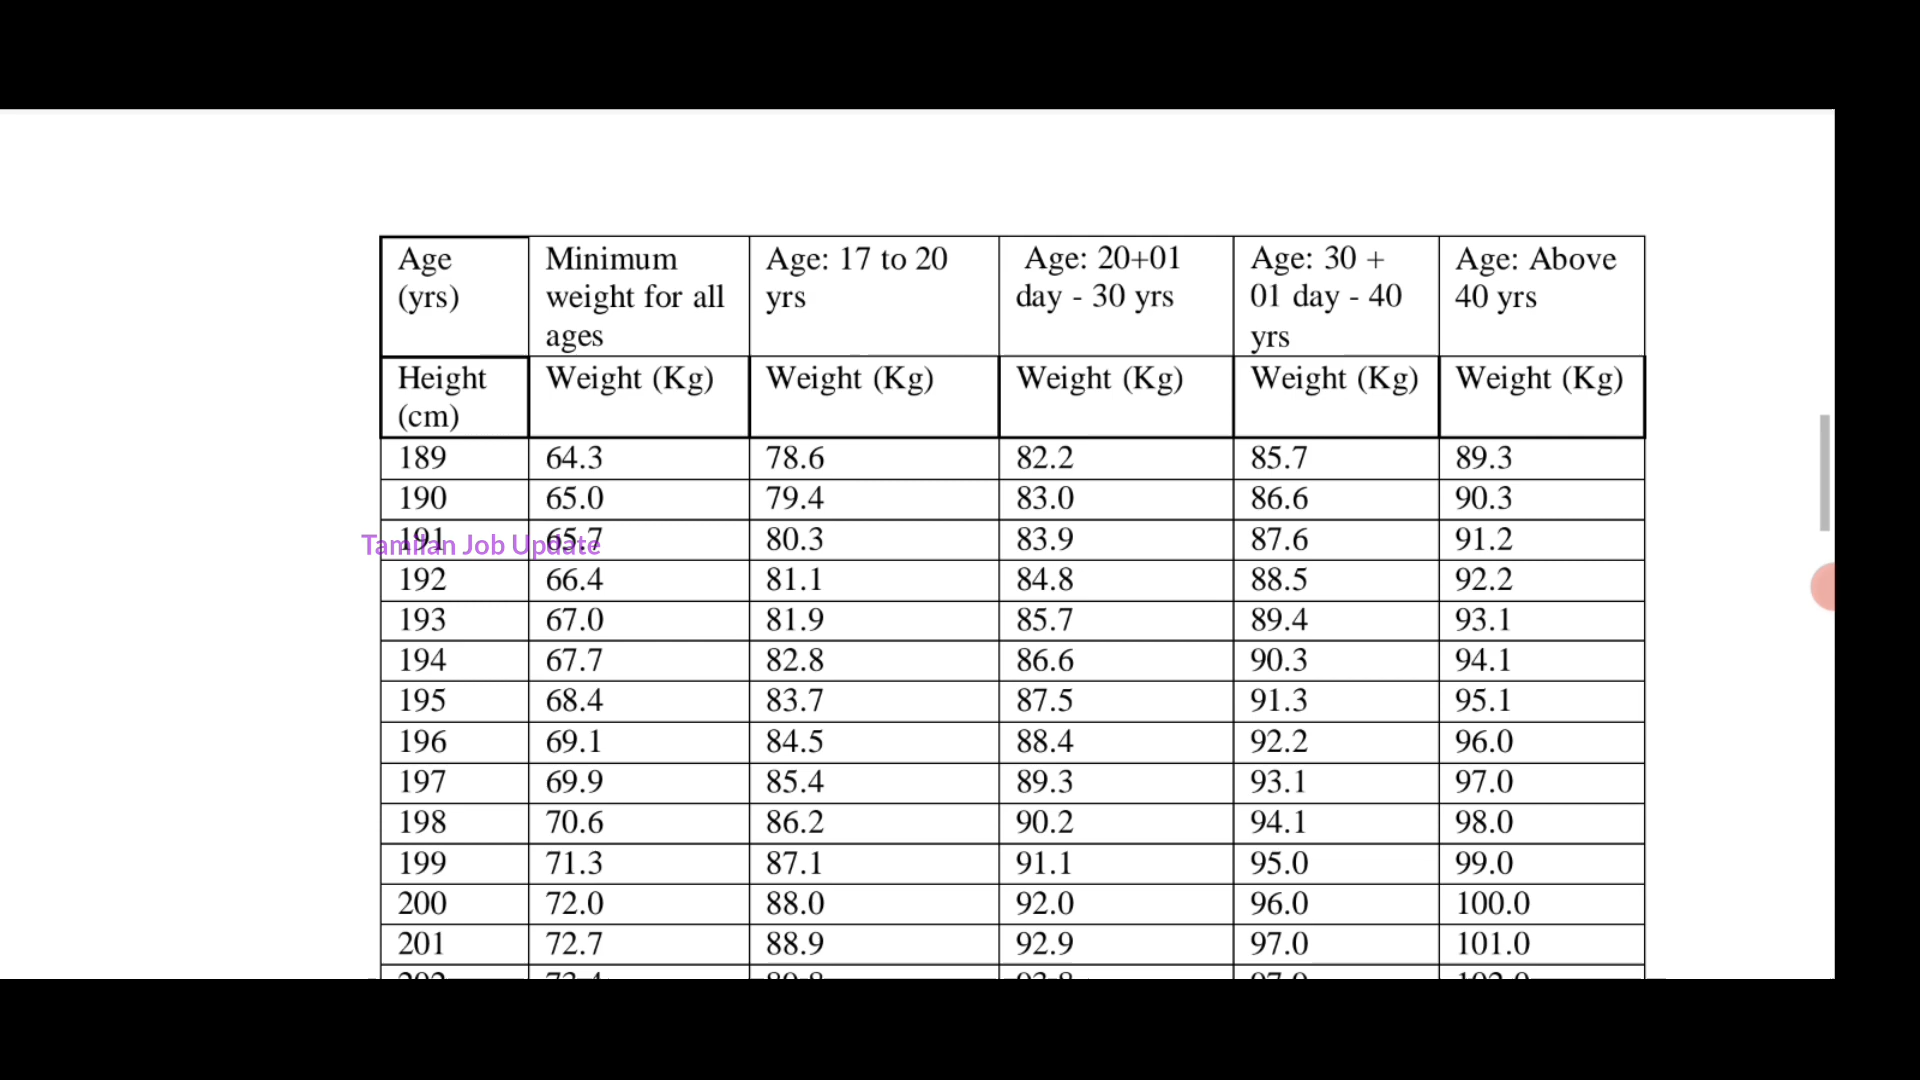 Age (yrs) Minimum weight for all ages Age: 17 to 20 yrs Age: 20+01 day - 30 yrs Age: 30 + 01 day - 40 yrs Age: Above 40 yrs
Height (cm) Weight (Kg) Weight (Kg) Weight (Kg) Weight (Kg) Weight (Kg)
189 64.3 78.6 82.2 85.7 89.3
190 65.0 79.4 83.0 86.6 90.3
191 65.7 80.3 83.9 87.6 91.2
Tamilan Job Update
192 66.4 81.1 84.8 88.5 92.2
193 67.0 81.9 85.7 89.4 93.1
194 67.7 82.8 86.6 90.3 94.1
195 68.4 83.7 87.5 91.3 95.1
196 69.1 84.5 88.4 92.2 96.0
197 69.9 85.4 89.3 93.1 97.0
198 70.6 86.2 90.2 94.1 98.0
199 71.3 87.1 91.1 95.0 99.0
200 72.0 88.0 92.0 96.0 100.0
201 72.7 88.9 92.9 97.0 101.0